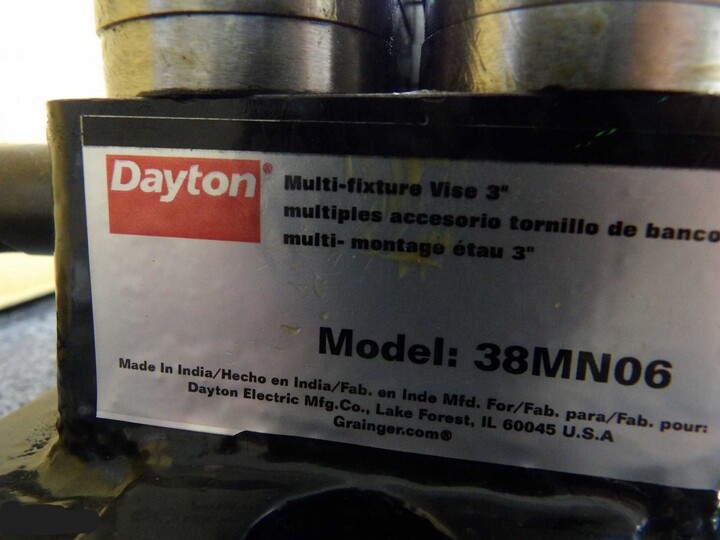 Dayton®
Multi-fixture Vise 3"
multiples accesorio tornillo de banco
multi- montage étau 3"
Model: 38MN06
Made In India/Hecho en India/Fab. en Inde Mfd. For/Fab. para/Fab. pour:
Dayton Electric Mfg.Co., Lake Forest, IL 60045 U.S.A
Grainger.com®